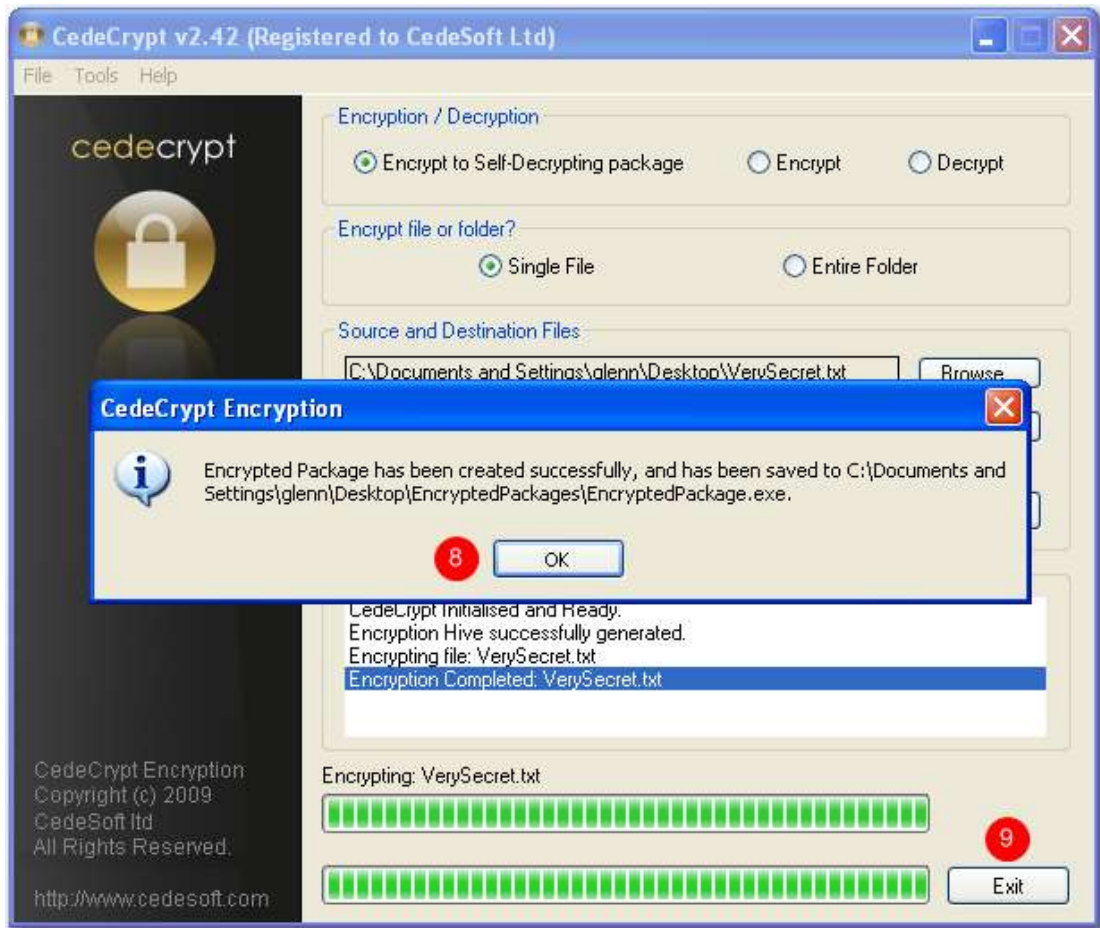 CedeCrypt v2.42 (Registered to CedeSoft Ltd)
File Tools Help
cedecrypt
Encryption / Decryption
Encrypt to Self-Decrypting package Encrypt Decrypt
Encrypt file or folder?
Single File Entire Folder
Source and Destination Files
C:\Documents and Settings\glenn\Desktop\VerySecret.txt Browse...
CedeCrypt Encryption
Encrypted Package has been created successfully, and has been saved to C:\Documents and
Settings\glenn\Desktop\EncryptedPackages\EncryptedPackage.exe.
8 OK
CedeCrypt Initialised and Ready.
Encryption Hive successfully generated.
Encrypting file: VerySecret.txt
Encryption Completed: VerySecret.txt
CedeCrypt Encryption
Copyright (c) 2009
CedeSoft ltd
All Rights Reserved.
http://www.cedesoft.com
Encrypting: VerySecret.txt
9
Exit